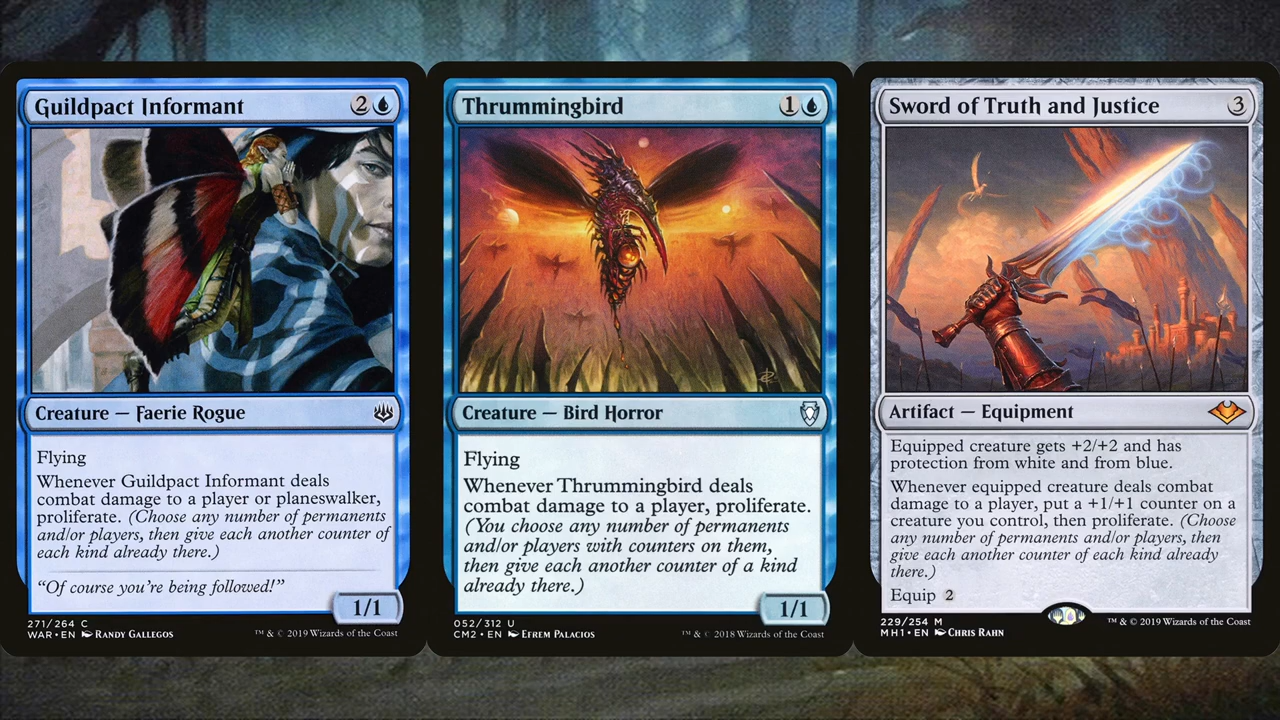 Guildpact Informant 2
Creature — Faerie Rogue
Flying
Whenever Guildpact Informant deals
combat damage to a player or planeswalker,
proliferate. (Choose any number of permanents
and/or players, then give each another counter of
each kind already there.)
“Of course you’re being followed!”
1/1
271/264 C
WAR • EN Randy Gallegos
™ & © 2019 Wizards of the Coast
Thrummingbird 1
Creature — Bird Horror
Flying
Whenever Thrummingbird deals
combat damage to a player, proliferate.
(You choose any number of permanents
and/or players with counters on them,
then give each another counter of a kind
already there.)
1/1
052/312 U
CM2 • EN Efrem Palacios
™ & © 2018 Wizards of the Coast
Sword of Truth and Justice 3
Artifact — Equipment
Equipped creature gets +2/+2 and has
protection from white and from blue.
Whenever equipped creature deals combat
damage to a player, put a +1/+1 counter on a
creature you control, then proliferate. (Choose
any number of permanents and/or players, then
give each another counter of each kind already
there.)
Equip 2
229/254 M
MH1 • EN Chris Rahn
™ & © 2019 Wizards of the Coast